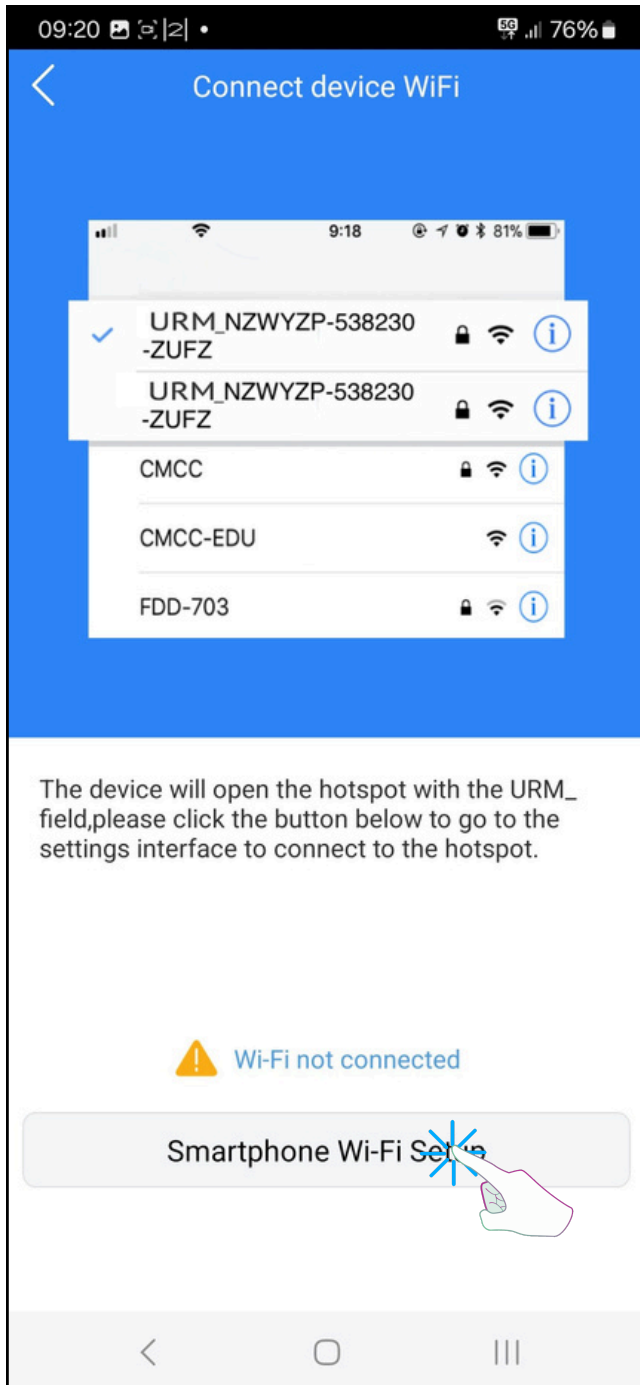 09:20 |2| • 5G 76%
Connect device WiFi
9:18 81%
URM_NZWYZP-538230
-ZUFZ
URM_NZWYZP-538230
-ZUFZ
CMCC
CMCC-EDU
FDD-703
The device will open the hotspot with the URM_
field,please click the button below to go to the
settings interface to connect to the hotspot.
Wi-Fi not connected
Smartphone Wi-Fi Setup